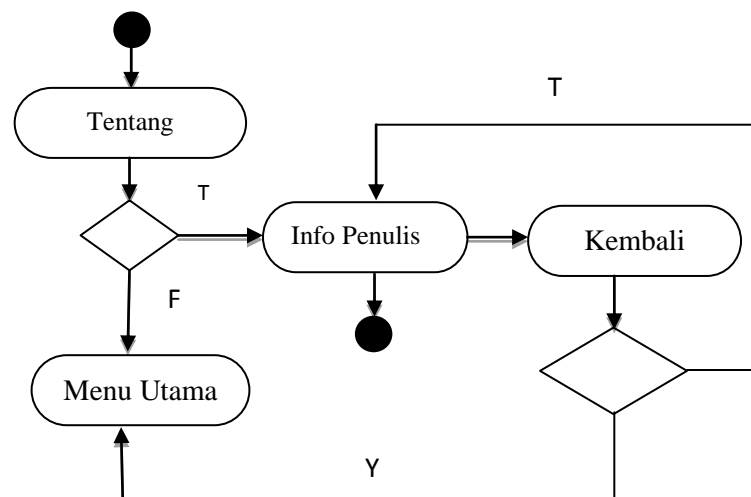 T
Tentang
T
Info Penulis
Kembali
F
Menu Utama
Y